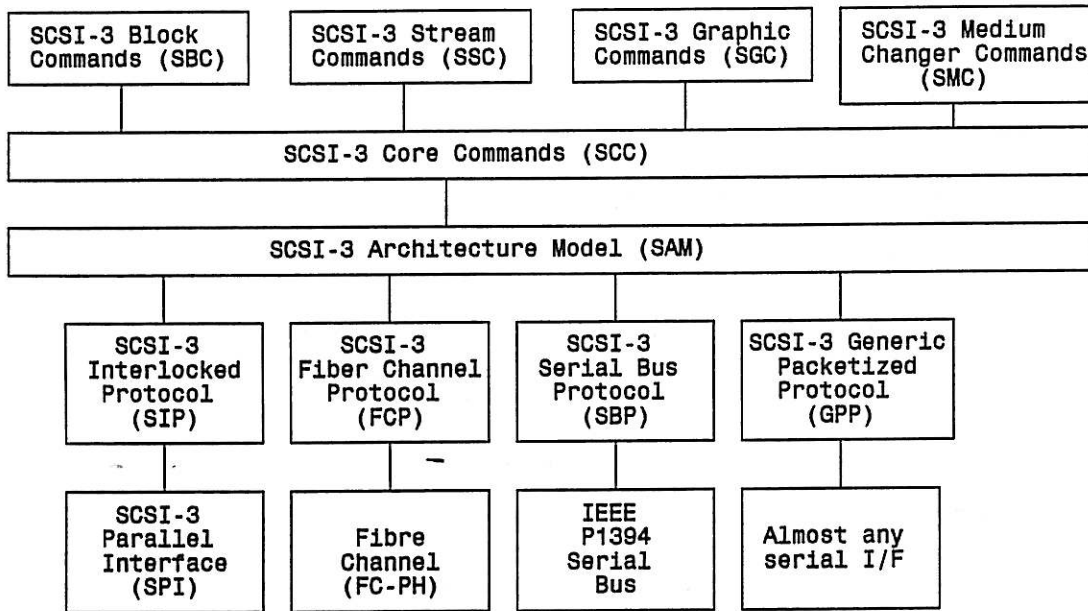 SCSI-3 Block
Commands (SBC)
SCSI-3 Stream
Commands (SSC)
SCSI-3 Graphic
Commands (SGC)
SCSI-3 Medium
Changer Commands
(SMC)
SCSI-3 Core Commands (SCC)
SCSI-3 Architecture Model (SAM)
SCSI-3
Interlocked
Protocol
(SIP)
SCSI-3
Fiber Channel
Protocol
(FCP)
SCSI-3
Serial Bus
Protocol
(SBP)
SCSI-3 Generic
Packetized
Protocol
(GPP)
SCSI-3
Parallel
Interface
(SPI)
Fibre
Channel
(FC-PH)
IEEE
P1394
Serial
Bus
Almost any
serial I/F